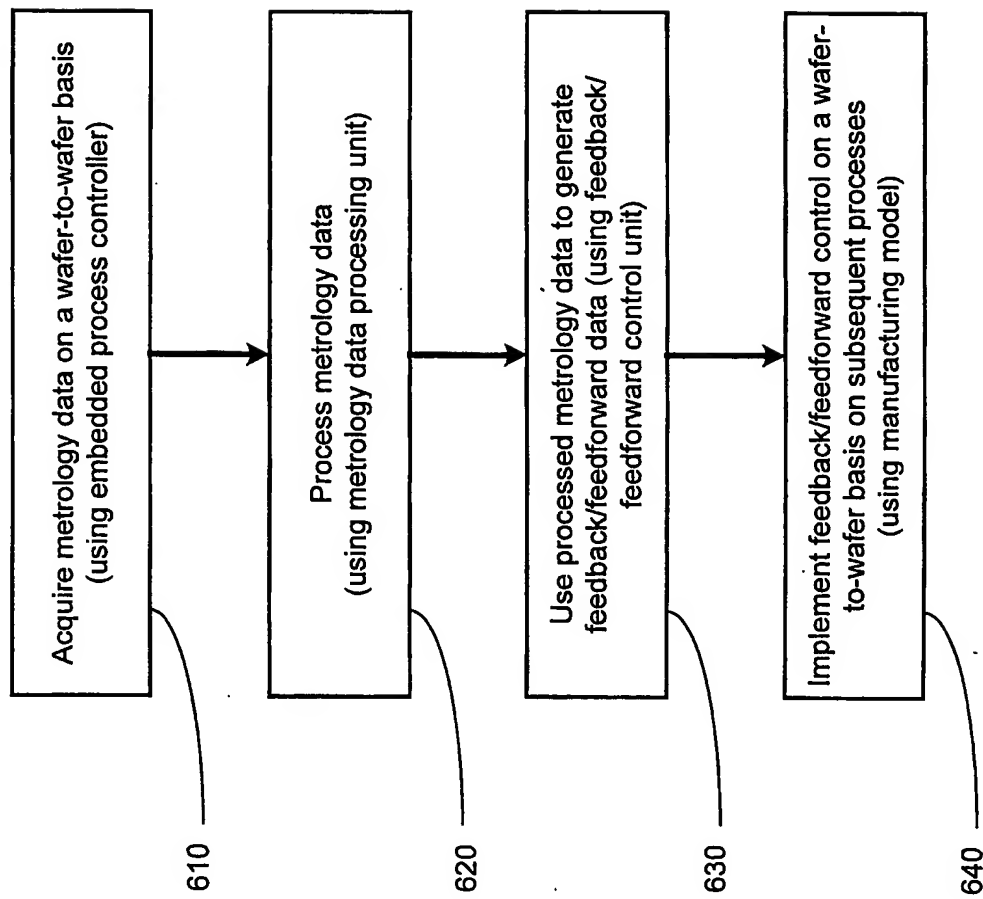 Acquire metrology data on a wafer-to-wafer basis
(using embedded process controller)
610
Process metrology data
(using metrology data processing unit)
620
Use processed metrology data to generate
feedback/feedforward data (using feedback/
feedforward control unit)
630
Implement feedback/feedforward control on a wafer-
to-wafer basis on subsequent processes
(using manufacturing model)
640